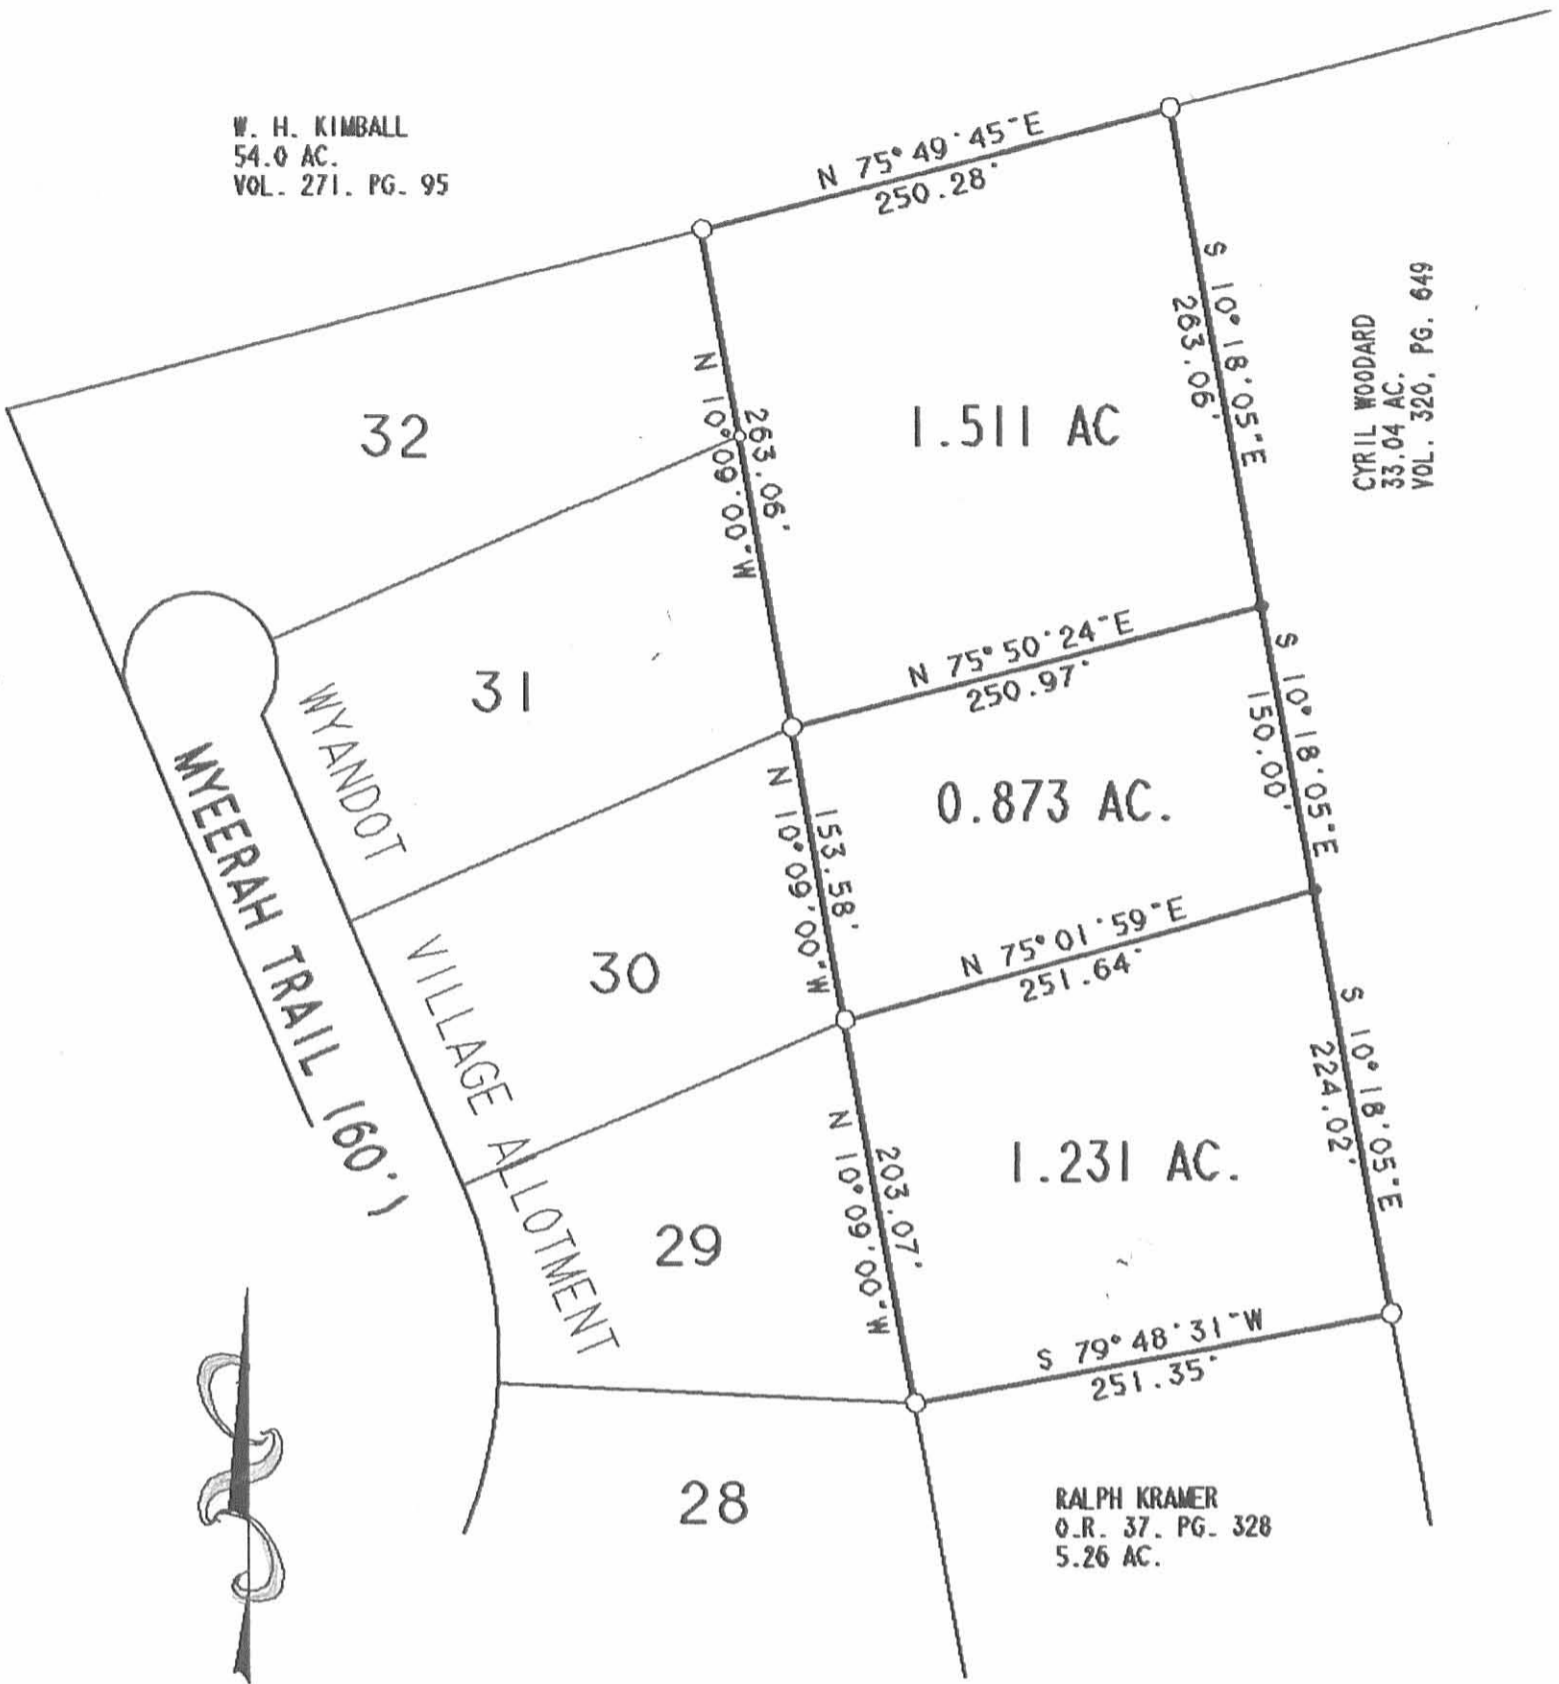 W. H. KIMBALL
54.0 AC.
VOL. 271. PG. 95
N 75° 49' 45" E
250.28'
S 10° 18' 05" E
263.06'
CYRIL WOODARD
33.04 AC.
VOL. 320, PG. 649
32
N 10° 09' 00" W
263.06'
1.511 AC
31
N 75° 50' 24" E
250.97'
S 10° 18' 05" E
150.00'
WYANDOT
VILLAGE ALLOTMENT
MYEERAH TRAIL (60')
N 10° 09' 00" W
153.58'
0.873 AC.
30
N 75° 01' 59" E
251.64'
S 10° 18' 05" E
224.02'
N 10° 09' 00" W
203.07'
1.231 AC.
29
S 79° 48' 31" W
251.35'
28
RALPH KRAMER
O.R. 37. PG. 328
5.26 AC.